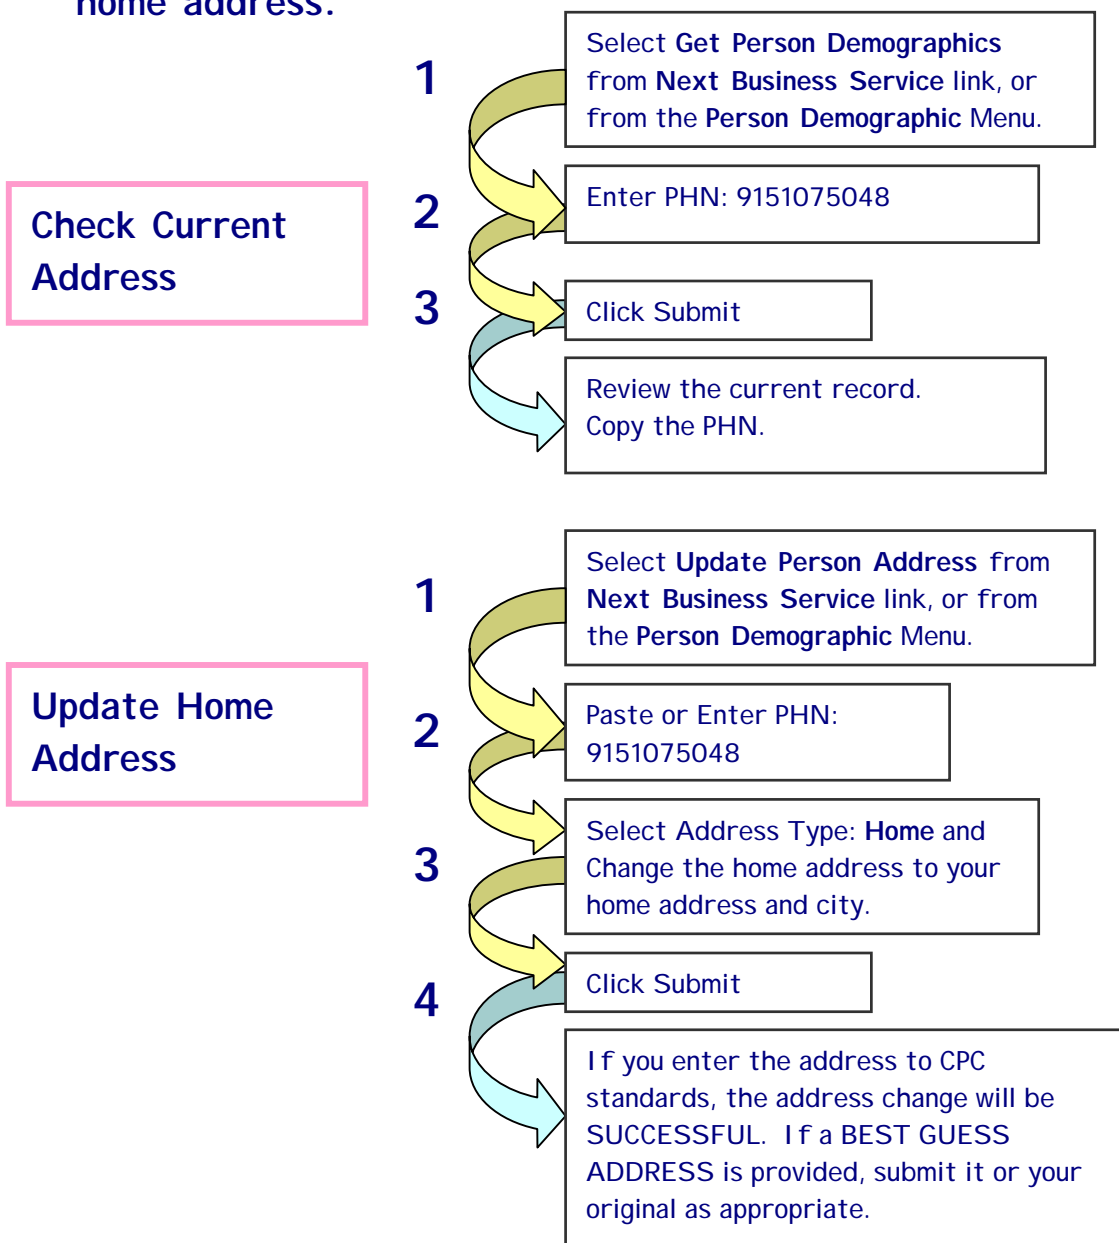 home address.
1
Select Get Person Demographics
from Next Business Service link, or
from the Person Demographic Menu.
Check Current
Address
2
Enter PHN: 9151075048
3
Click Submit
Review the current record.
Copy the PHN.
1
Select Update Person Address from
Next Business Service link, or from
the Person Demographic Menu.
Update Home
Address
2
Paste or Enter PHN:
9151075048
3
Select Address Type: Home and
Change the home address to your
home address and city.
4
Click Submit
If you enter the address to CPC
standards, the address change will be
SUCCESSFUL. If a BEST GUESS
ADDRESS is provided, submit it or your
original as appropriate.